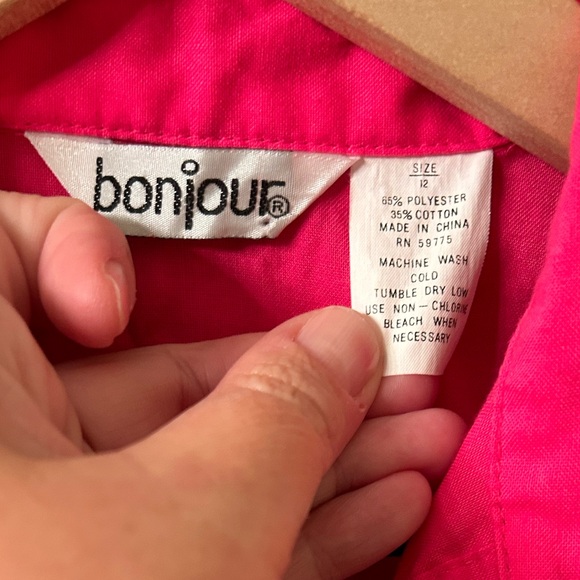 bonjour®
SIZE
12
65% POLYESTER
35% COTTON
MADE IN CHINA
RN 59775
MACHINE WASH
COLD
TUMBLE DRY LOW
USE NON-CHLORINE
BLEACH WHEN
NECESSARY